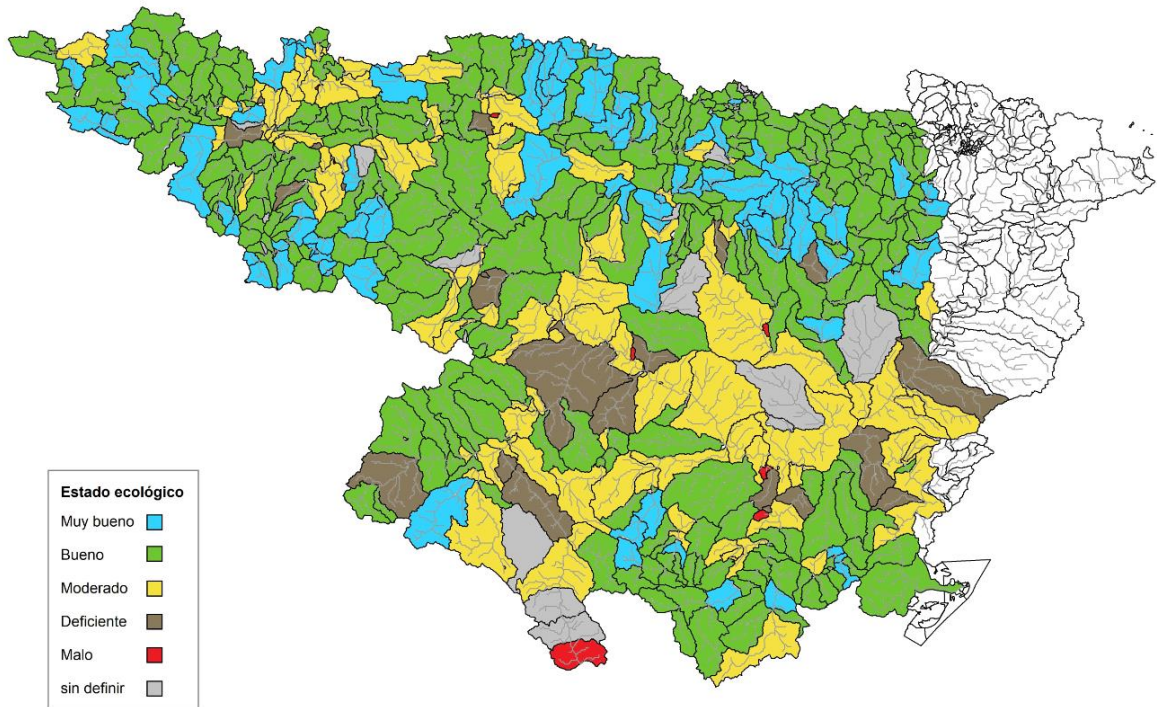 Estado ecológico
Muy bueno
Bueno
Moderado
Deficiente
Malo
sin definir